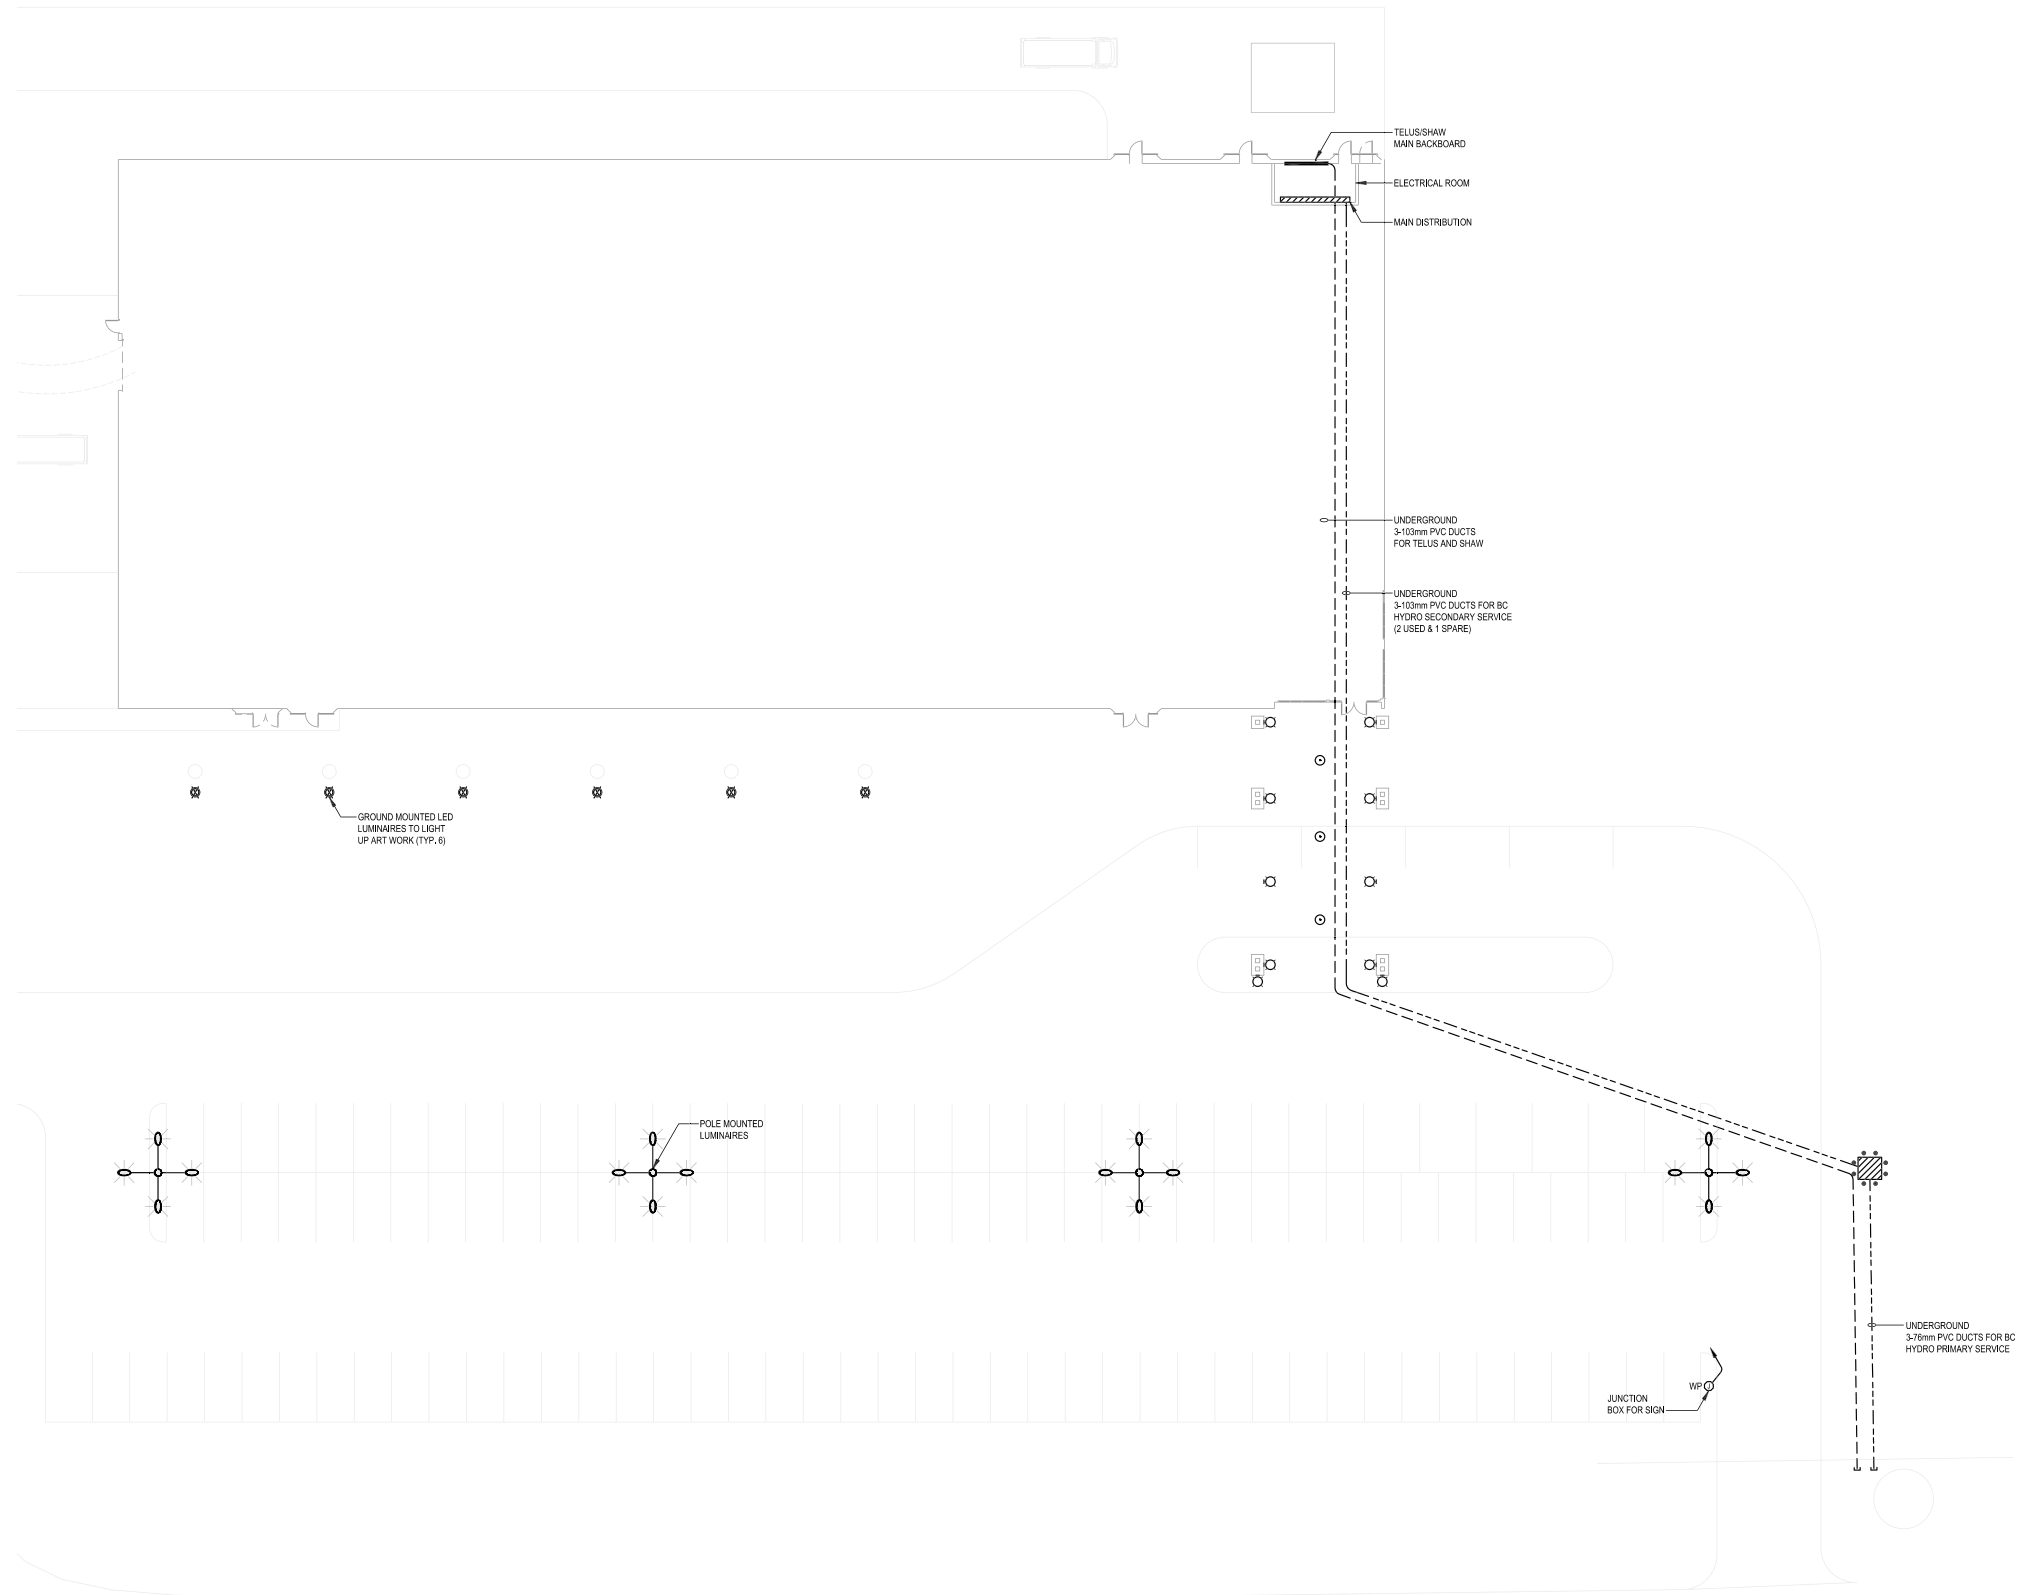 TELUS/SHAW
MAIN BACKBOARD
ELECTRICAL ROOM
MAIN DISTRIBUTION
UNDERGROUND
3-103mm PVC DUCTS
FOR TELUS AND SHAW
UNDERGROUND
3-103mm PVC DUCTS FOR BC
HYDRO SECONDARY SERVICE
(2 USED & 1 SPARE)
GROUND MOUNTED LED
LUMINAIRES TO LIGHT
UP ART WORK (TYP. 6)
POLE MOUNTED
LUMINAIRES
UNDERGROUND
3-76mm PVC DUCTS FOR BC
HYDRO PRIMARY SERVICE
WP J
JUNCTION
BOX FOR SIGN